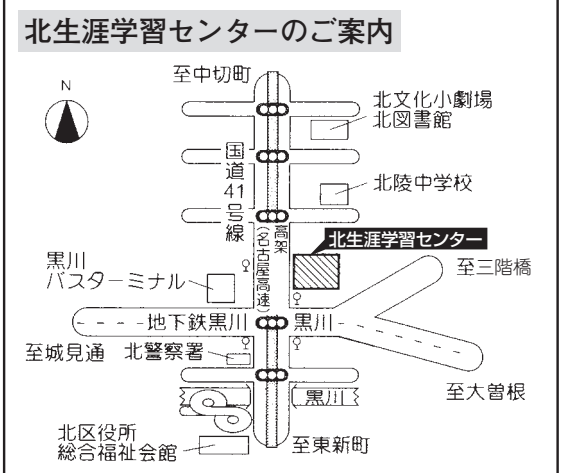 北生涯学習センターのご案内
至中切町
N
北文化小劇場
北図書館
国道41号線
北陵中学校
高架
(名古屋高速)
北生涯学習センター
黒川
バスターミナル
至三階橋
地下鉄黒川
黒川
至城見通
北警察署
至大曽根
黒川
北区役所
総合福祉会館
至東新町